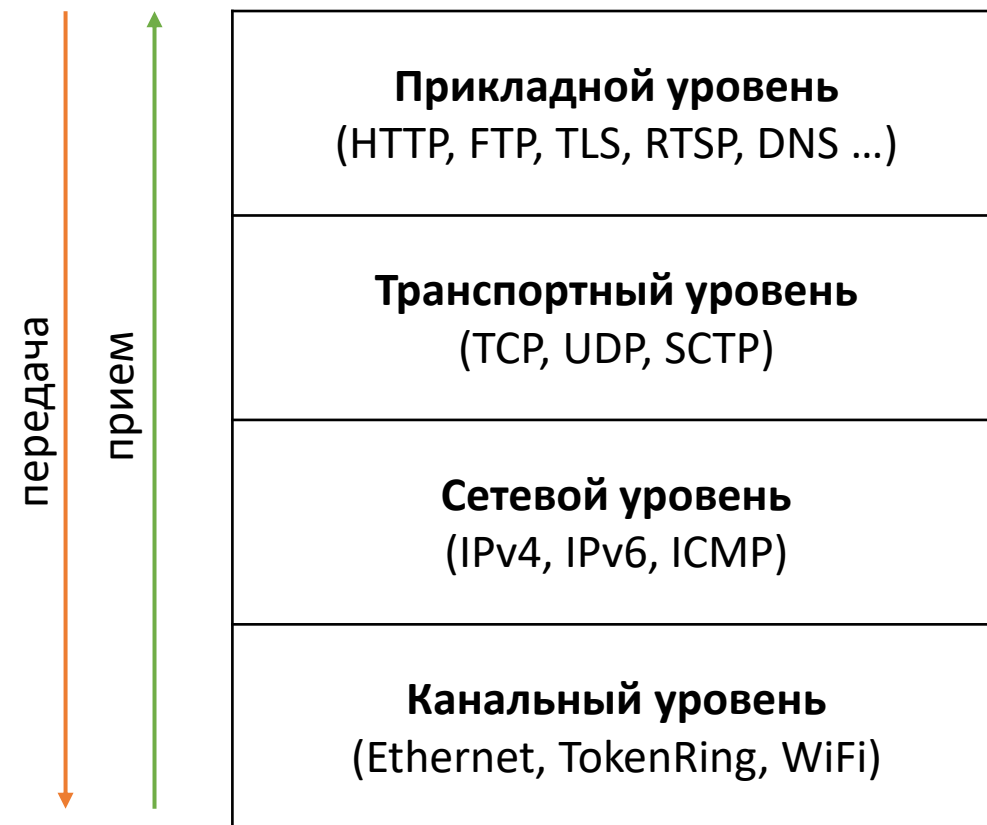 передача
прием
Прикладной уровень
(HTTP, FTP, TLS, RTSP, DNS …)
Транспортный уровень
(TCP, UDP, SCTP)
Сетевой уровень
(IPv4, IPv6, ICMP)
Канальный уровень
(Ethernet, TokenRing, WiFi)